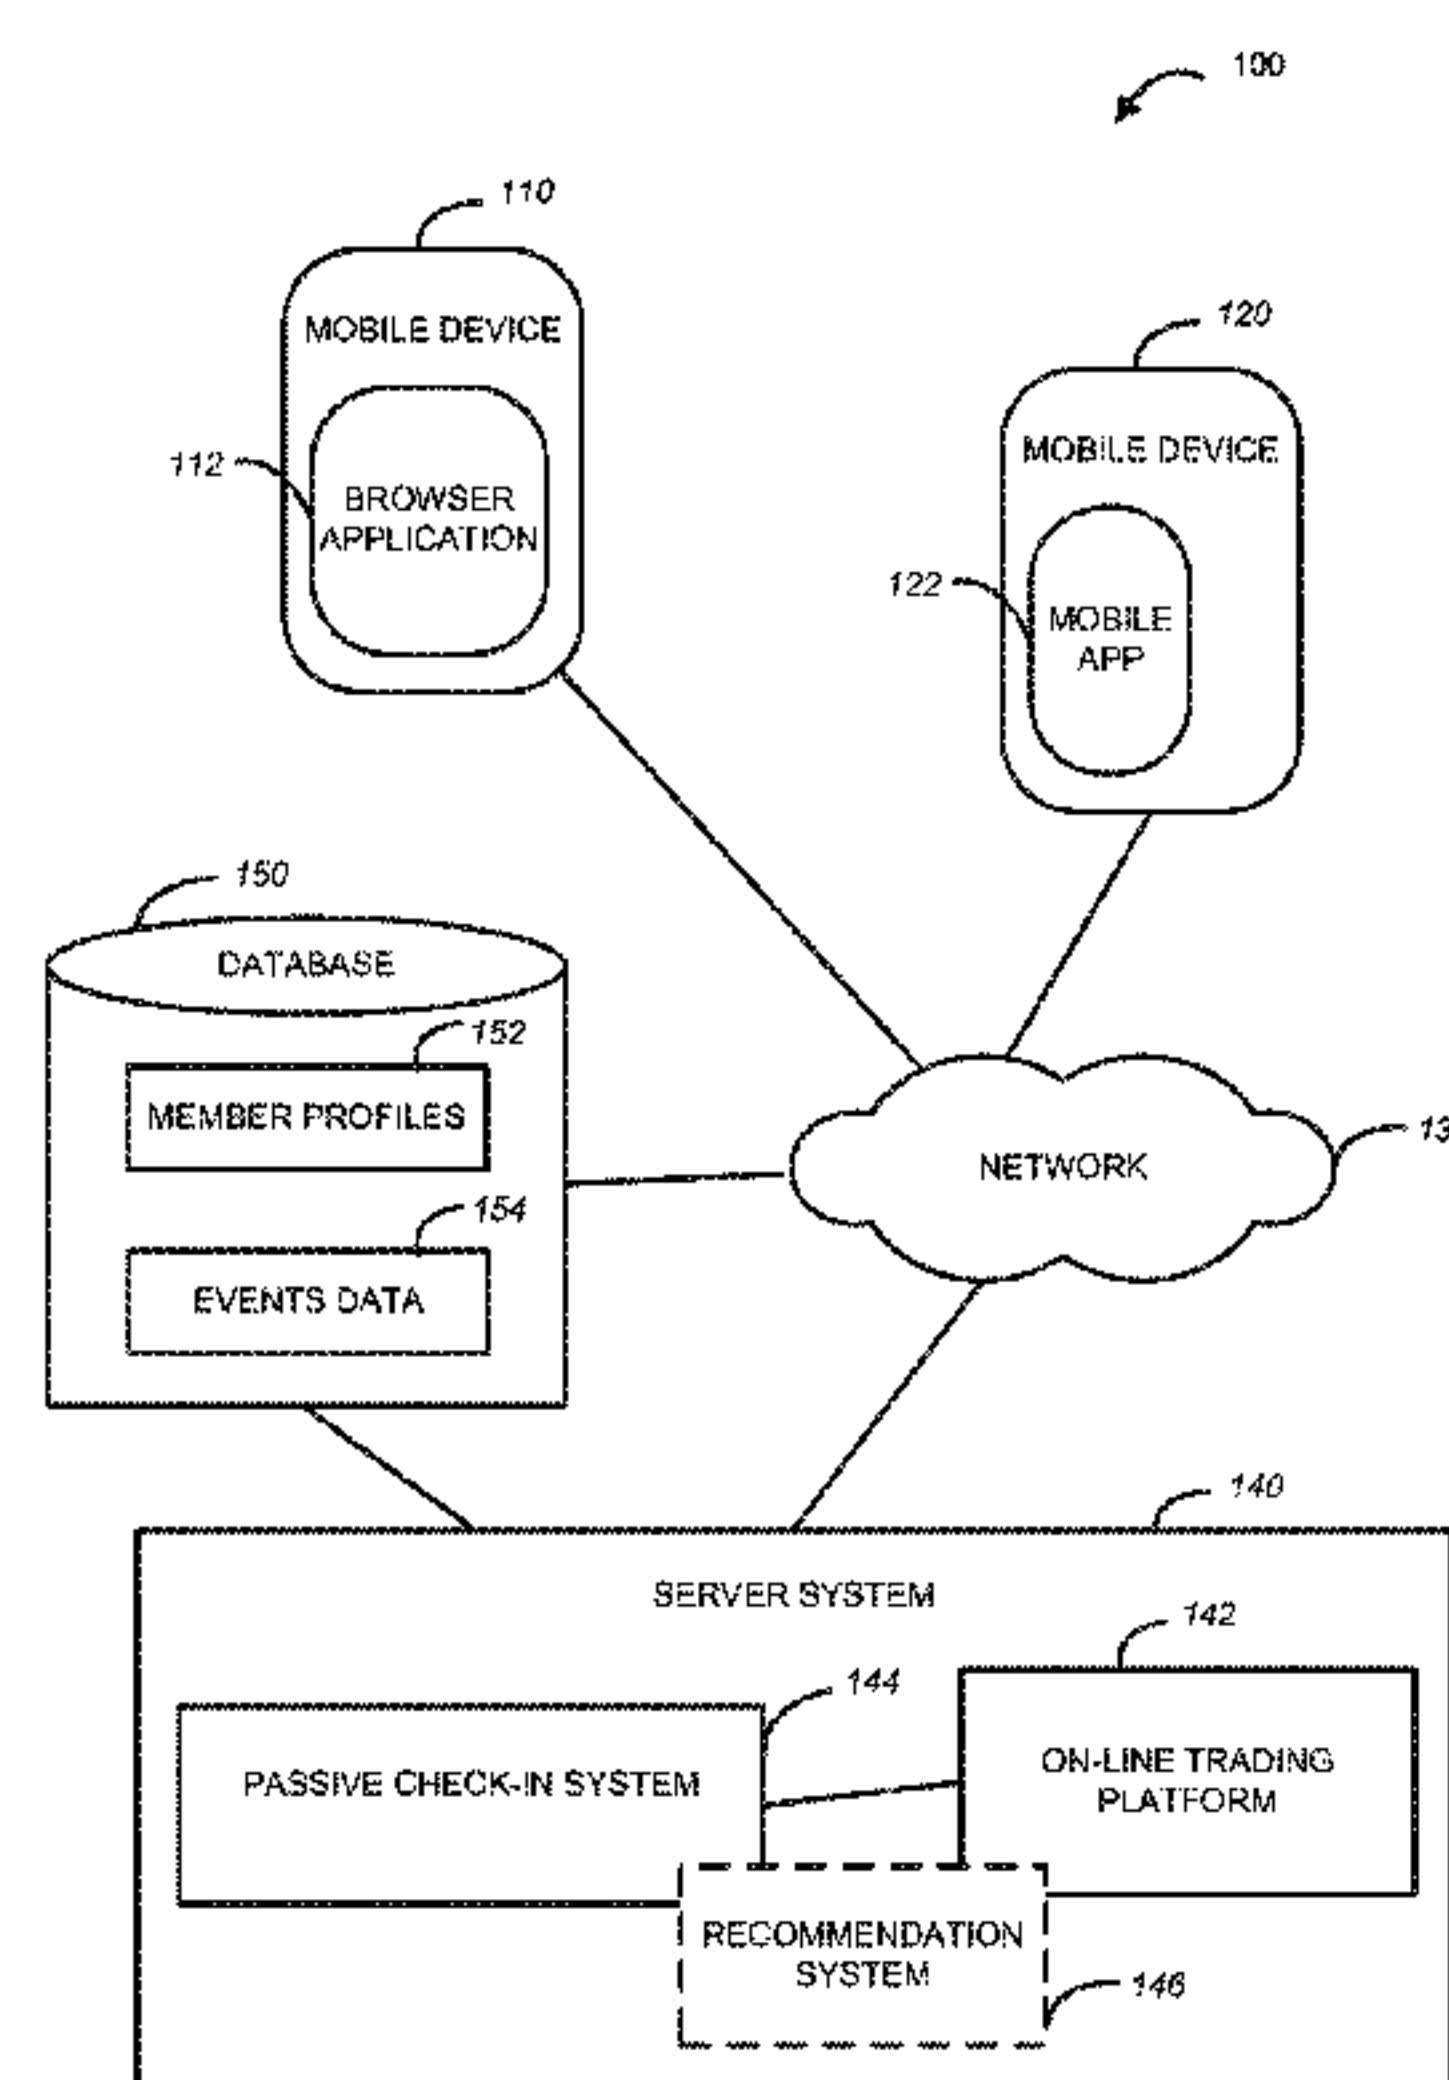 100
110
MOBILE DEVICE
120
MOBILE DEVICE
112
BROWSER
APPLICATION
122
MOBILE
APP
150
DATABASE
152
MEMBER PROFILES
13
NETWORK
154
EVENTS DATA
140
SERVER SYSTEM
142
144
ON-LINE TRADING
PLATFORM
PASSIVE CHECK-IN SYSTEM
RECOMMENDATION
SYSTEM
146